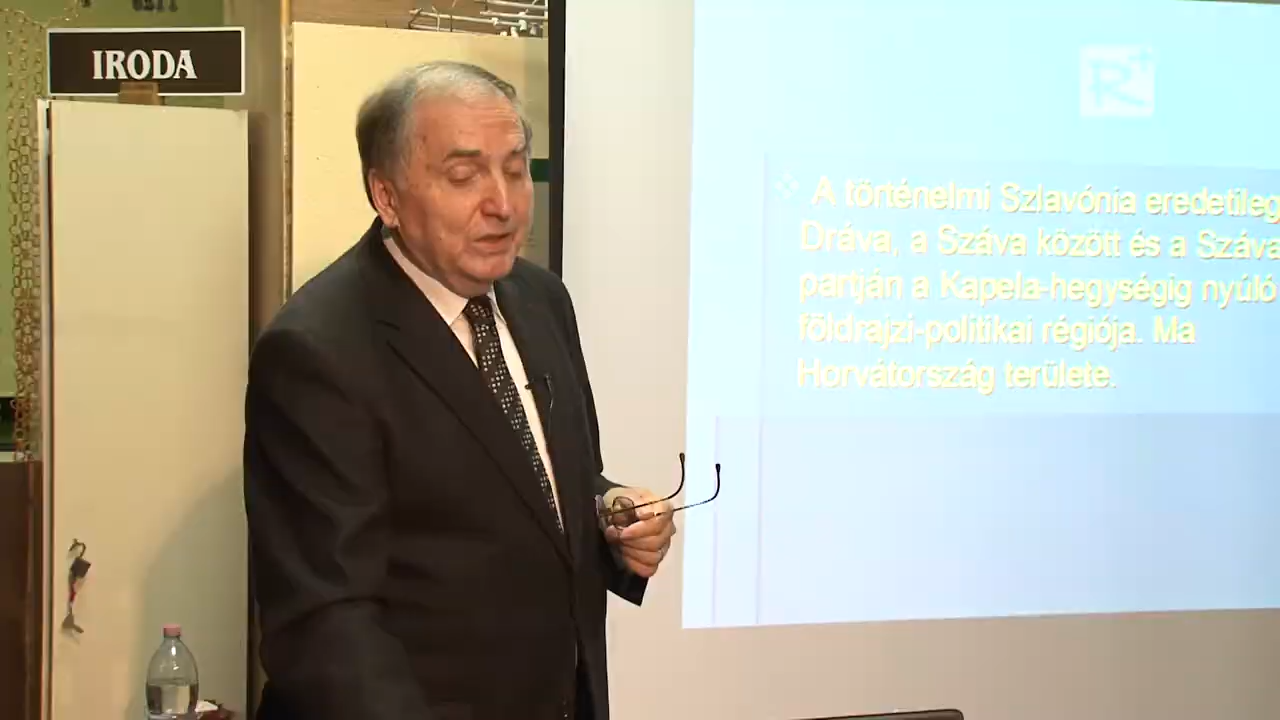 IRODA
R
A történelmi Szlavónia eredetileg
Dráva, a Száva között és a Száva
partján a Kapela-hegységig nyúló
földrajzi-politikai régiója. Ma
Horvátország területe.